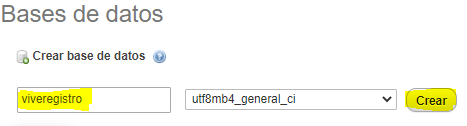 Bases de datos
Crear base de datos
viveregistro utf8mb4_general_ci Crear